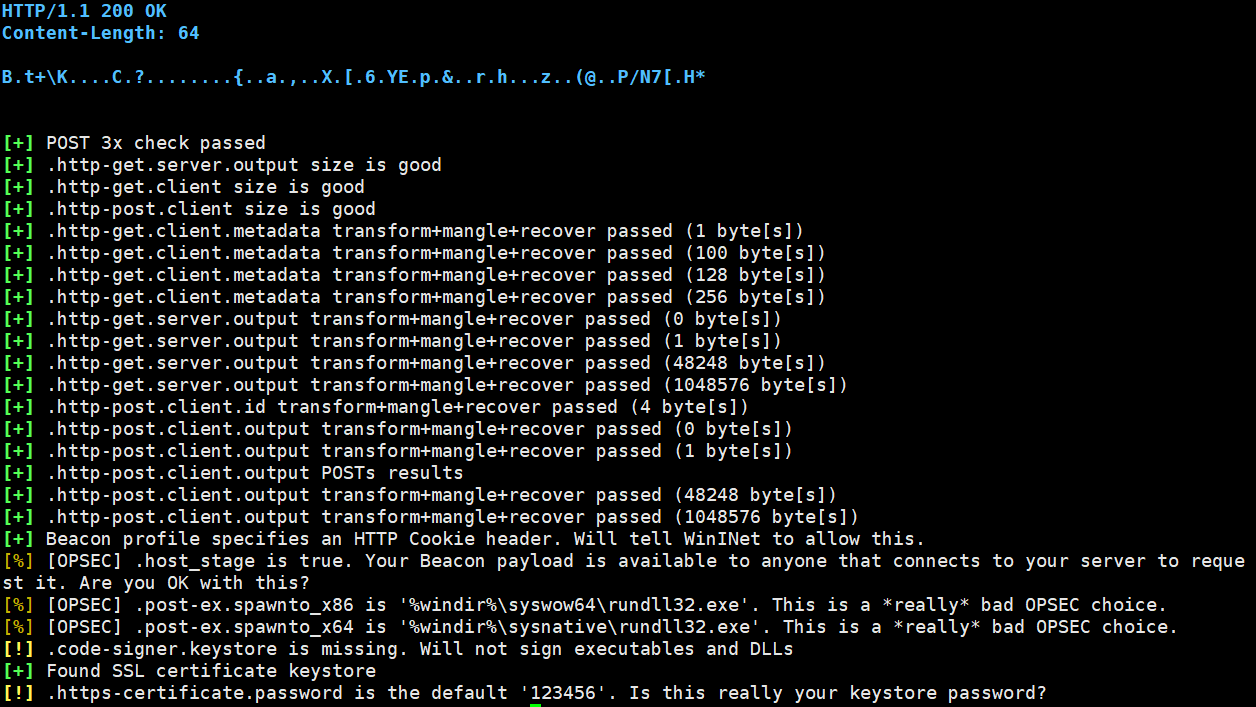 HTTP/1.1 200 OK
Content-Length: 64
B.t+\K....C.?........{..a.,..X.[.6.YE.p.&..r.h...z..(@..P/N7[.H*
[+] POST 3x check passed
[+] .http-get.server.output size is good
[+] .http-get.client size is good
[+] .http-post.client size is good
[+] .http-get.client.metadata transform+mangle+recover passed (1 byte[s])
[+] .http-get.client.metadata transform+mangle+recover passed (100 byte[s])
[+] .http-get.client.metadata transform+mangle+recover passed (128 byte[s])
[+] .http-get.client.metadata transform+mangle+recover passed (256 byte[s])
[+] .http-get.server.output transform+mangle+recover passed (0 byte[s])
[+] .http-get.server.output transform+mangle+recover passed (1 byte[s])
[+] .http-get.server.output transform+mangle+recover passed (48248 byte[s])
[+] .http-get.server.output transform+mangle+recover passed (1048576 byte[s])
[+] .http-post.client.id transform+mangle+recover passed (4 byte[s])
[+] .http-post.client.output transform+mangle+recover passed (0 byte[s])
[+] .http-post.client.output transform+mangle+recover passed (1 byte[s])
[+] .http-post.client.output POSTs results
[+] .http-post.client.output transform+mangle+recover passed (48248 byte[s])
[+] .http-post.client.output transform+mangle+recover passed (1048576 byte[s])
[+] Beacon profile specifies an HTTP Cookie header. Will tell WinINet to allow this.
[%] [OPSEC] .host_stage is true. Your Beacon payload is available to anyone that connects to your server to reque
st it. Are you OK with this?
[%] [OPSEC] .post-ex.spawnto_x86 is '%windir%\syswow64\rundll32.exe'. This is a *really* bad OPSEC choice.
[%] [OPSEC] .post-ex.spawnto_x64 is '%windir%\sysnative\rundll32.exe'. This is a *really* bad OPSEC choice.
[!] .code-signer.keystore is missing. Will not sign executables and DLLs
[+] Found SSL certificate keystore
[!] .https-certificate.password is the default '123456'. Is this really your keystore password?